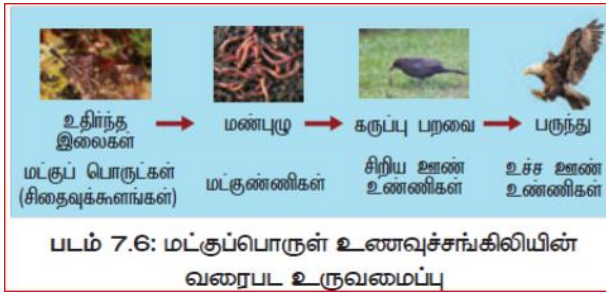 உதிர்ந்த இலைகள்
மண்புழு
கருப்பு பறவை
பருந்து
மட்குப் பொருட்கள்
(சிதைவுக்கூளங்கள்)
மட்குண்ணிகள்
சிறிய ஊண்
உண்ணிகள்
உச்ச ஊண்
உண்ணிகள்
படம் 7.6: மட்குப்பொருள் உணவுச்சங்கிலியின்
வரைபட உருவமைப்பு